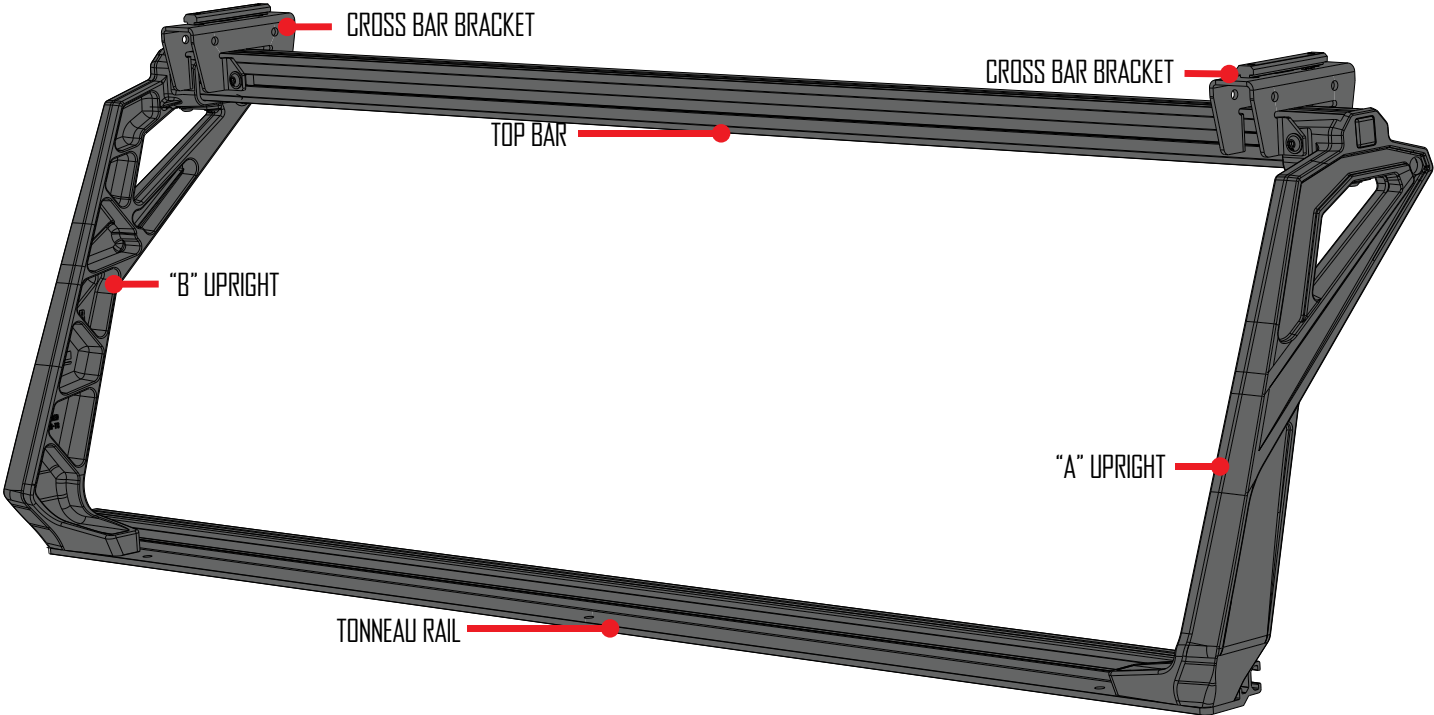 CROSS BAR BRACKET
CROSS BAR BRACKET
TOP BAR
“B” UPRIGHT
“A” UPRIGHT
TONNEAU RAIL